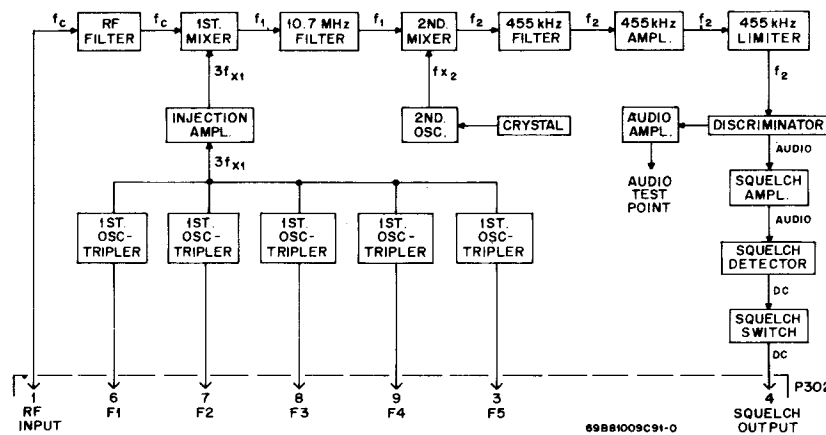 fc
RF
FILTER
fc
1ST.
MIXER
f1
10.7 MHz
FILTER
f1
2ND.
MIXER
f2
455 kHz
FILTER
f2
455 kHz
AMPL.
f2
455 kHz
LIMITER
3fx1
fx2
f2
INJECTION
AMPL.
2ND.
OSC.
CRYSTAL
AUDIO
AMPL.
DISCRIMINATOR
3fx1
AUDIO
AUDIO
TEST
POINT
SQUELCH
AMPL.
AUDIO
1ST.
OSC-
TRIPLER
1ST.
OSC-
TRIPLER
1ST.
OSC-
TRIPLER
1ST.
OSC-
TRIPLER
1ST.
OSC-
TRIPLER
SQUELCH
DETECTOR
DC
SQUELCH
SWITCH
DC
P302
1
RF
INPUT
6
F1
7
F2
8
F3
9
F4
3
F5
4
SQUELCH
OUTPUT
69B81009C91-0